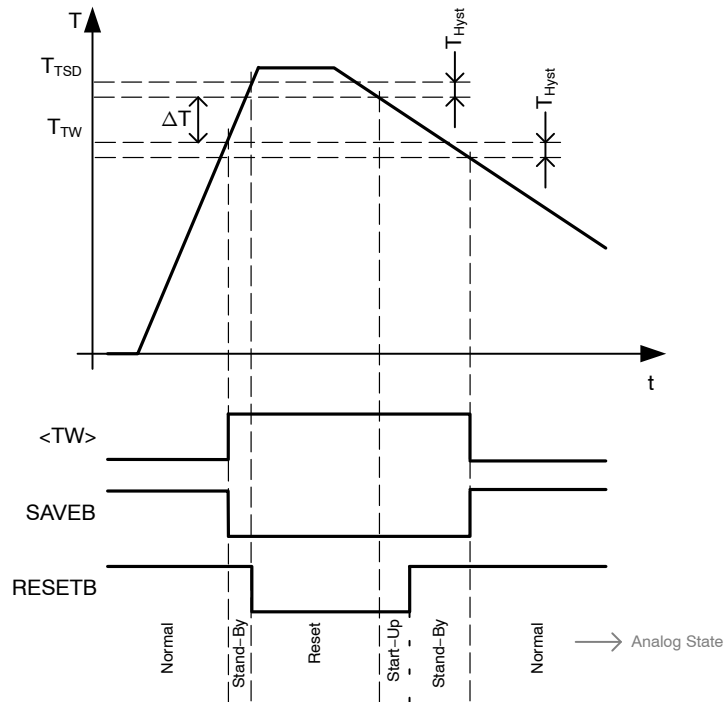 T
T_TSD
T_TW
ΔT
T_Hyst
T_Hyst
t
<TW>
SAVEB
RESETB
Normal
Stand-By
Reset
Start-Up
Stand-By
Normal
Analog State